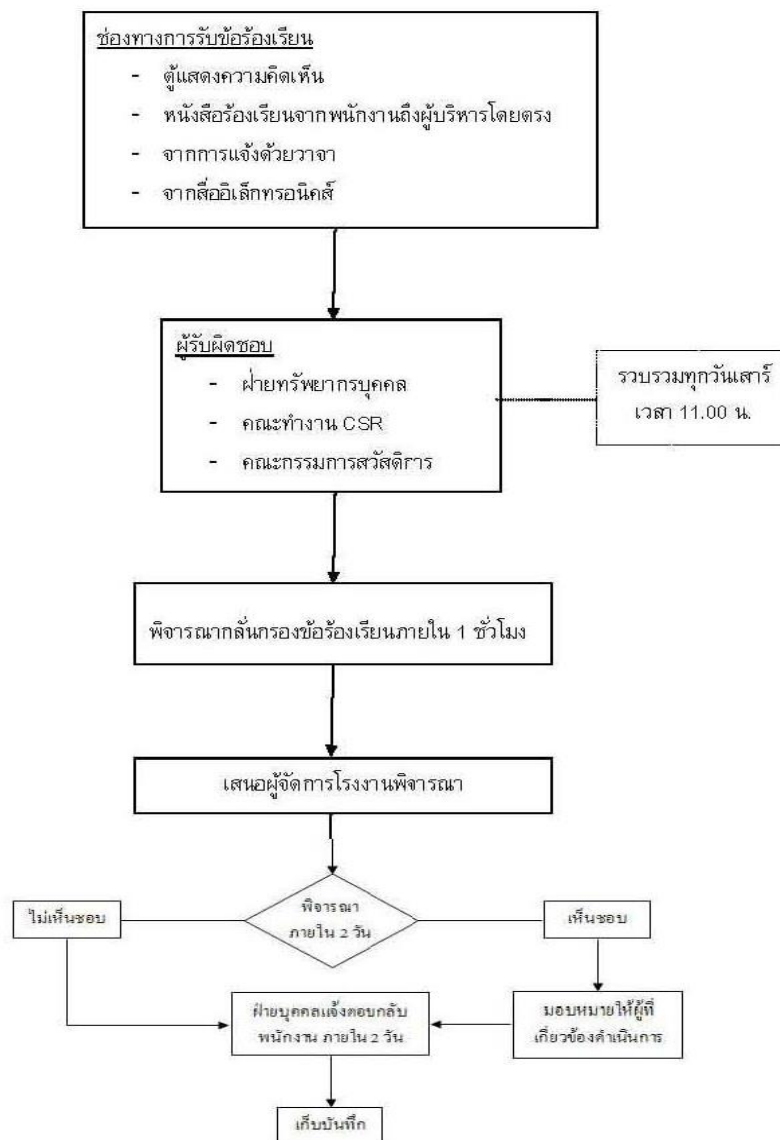 ช่องทางการรับข้อร้องเรียน
- ตู้แสดงความคิดเห็น
- หนังสือร้องเรียนจากพนักงานถึงผู้บริหารโดยตรง
- จากการแจ้งด้วยวาจา
- จากสื่ออิเล็กทรอนิคส์
ผู้รับผิดชอบ
- ฝ่ายทรัพยากรบุคคล
- คณะทำงาน CSR
- คณะกรรมการสวัสดิการ
รวบรวมทุกวันเสาร์
เวลา 11.00 น.
พิจารณากลั่นกรองข้อร้องเรียนภายใน 1 ชั่วโมง
เสนอผู้จัดการโรงงานพิจารณา
พิจารณา
ภายใน 2 วัน
ไม่เห็นชอบ
เห็นชอบ
ฝ่ายบุคคลแจ้งตอบกลับ
พนักงาน ภายใน 2 วัน
มอบหมายให้ผู้ที่
เกี่ยวข้องดำเนินการ
เก็บบันทึก